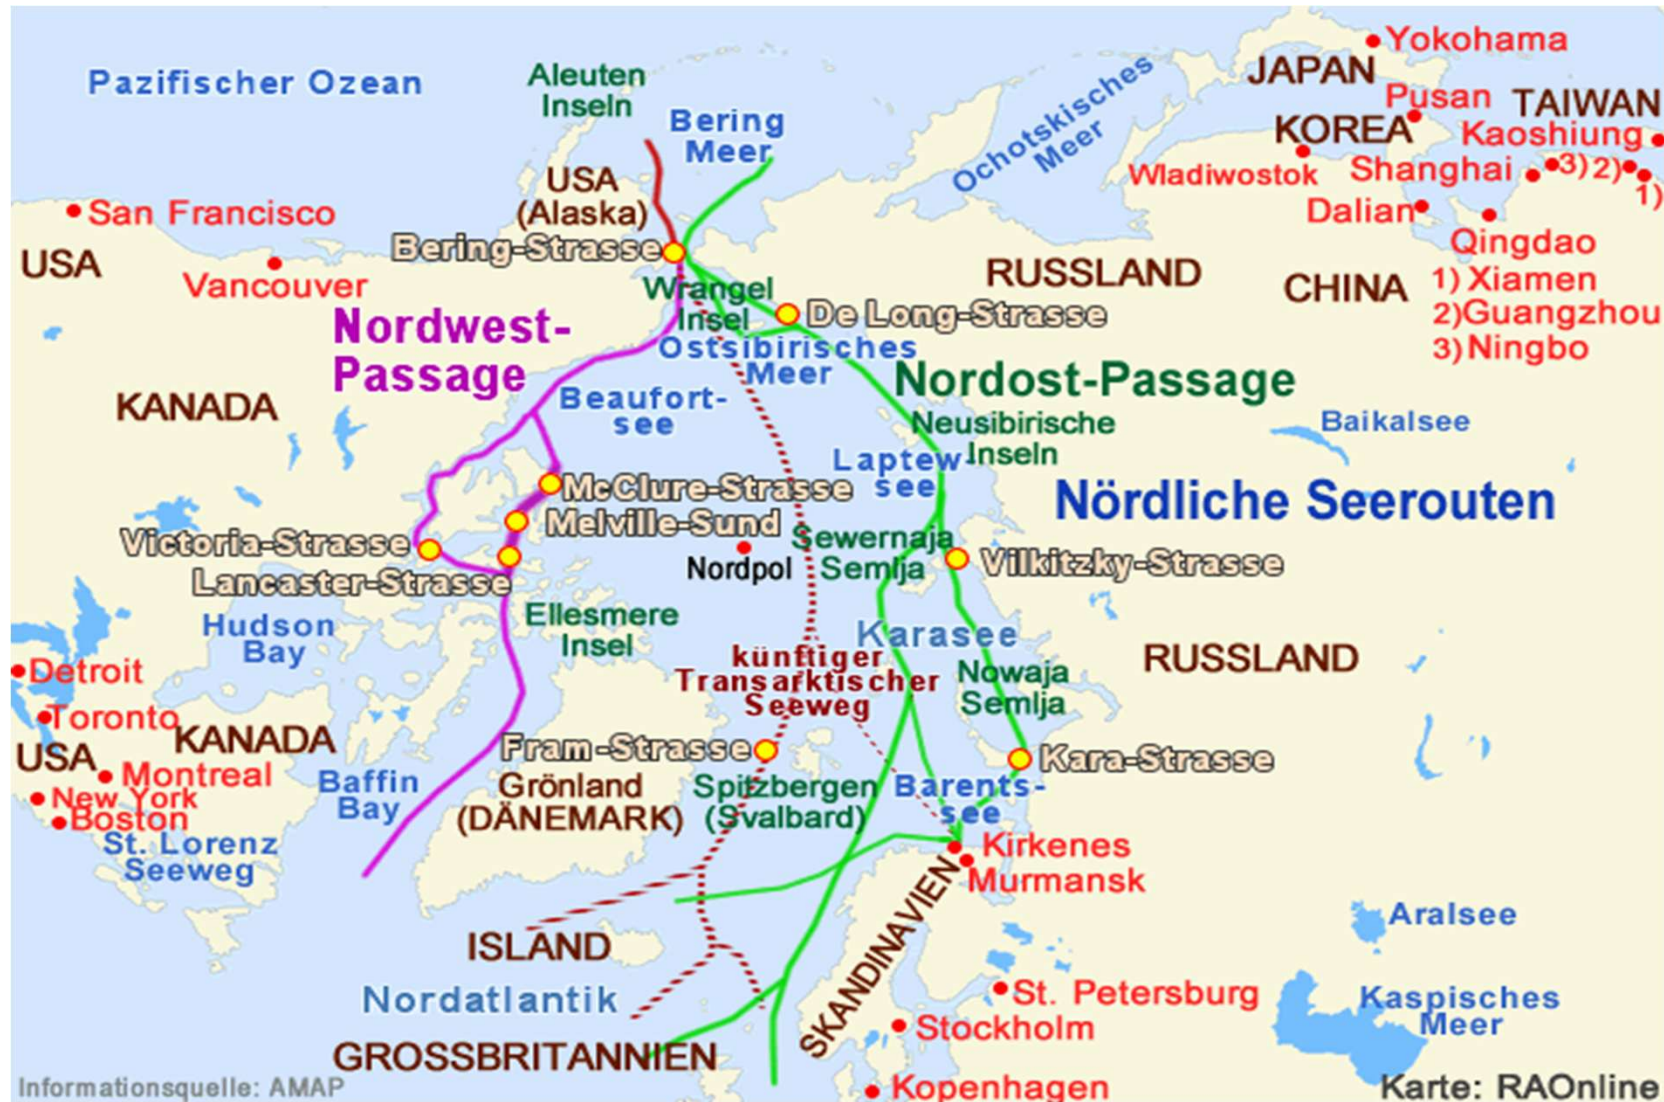 Yokohama
JAPAN
Pazifischer Ozean
Aleuten
Inseln
Bering
Meer
Ochotskisches
Meer
Pusan
TAIWAN
KOREA
Kaoshiung
USA
(Alaska)
Wladiwostok
Shanghai
3)
2)
1)
San Francisco
Dalian
Bering-Strasse
Qingdao
USA
Vancouver
Wrangel
Insel
RUSSLAND
CHINA
1) Xiamen
2)Guangzhou
3) Ningbo
De Long-Strasse
Nordwest-
Passage
Ostsibirisches
Meer
Nordost-Passage
KANADA
Beaufort-
see
Neusibirische
Inseln
Baikalsee
Laptew-
see
McClure-Strasse
Nördliche Seerouten
Melville-Sund
Victoria-Strasse
Lancaster-Strasse
Nordpol
Sewernaja
Semlja
Vilkitzky-Strasse
Hudson
Bay
Ellesmere
Insel
Karasee
künftiger
Transarktischer
Seeweg
Nowaja
Semlja
RUSSLAND
Detroit
Toronto
KANADA
USA
Montreal
Fram-Strasse
Kara-Strasse
New York
Boston
Baffin
Bay
Grönland
(DÄNEMARK)
Spitzbergen
(Svalbard)
Barents-
see
St. Lorenz
Seeweg
Kirkenes
Murmansk
SKANDINAVIEN
Aralsee
ISLAND
Nordatlantik
St. Petersburg
Kaspisches
Meer
Stockholm
GROSSBRITANNIEN
Informationsquelle: AMAP
Kopenhagen
Karte: RAOnline